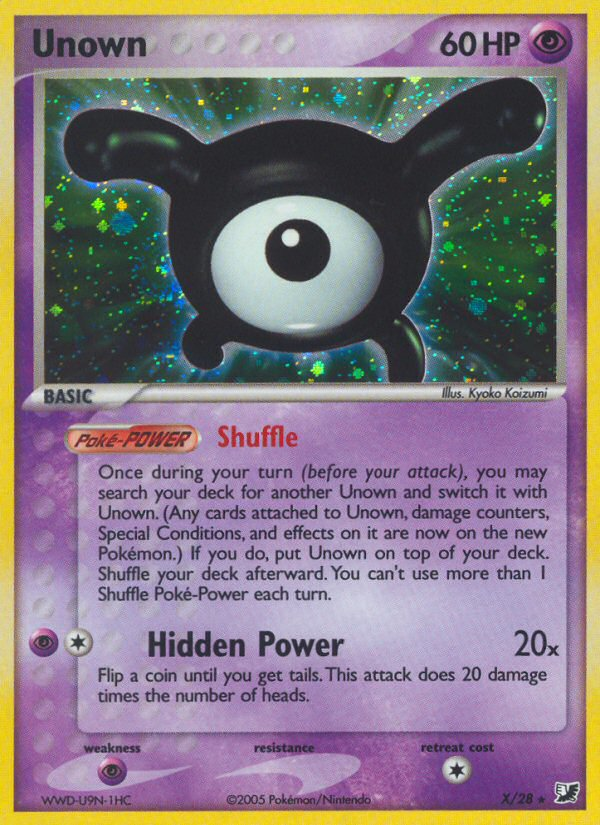 Unown 60 HP
BASIC Illus. Kyoko Koizumi
Poké-POWER Shuffle
Once during your turn (before your attack), you may
search your deck for another Unown and switch it with
Unown. (Any cards attached to Unown, damage counters,
Special Conditions, and effects on it are now on the new
Pokémon.) If you do, put Unown on top of your deck.
Shuffle your deck afterward. You can't use more than 1
Shuffle Poké-Power each turn.
Hidden Power 20x
Flip a coin until you get tails. This attack does 20 damage
times the number of heads.
weakness resistance retreat cost
WWD-U9N-1HC ©2005 Pokémon/Nintendo X/28 ★